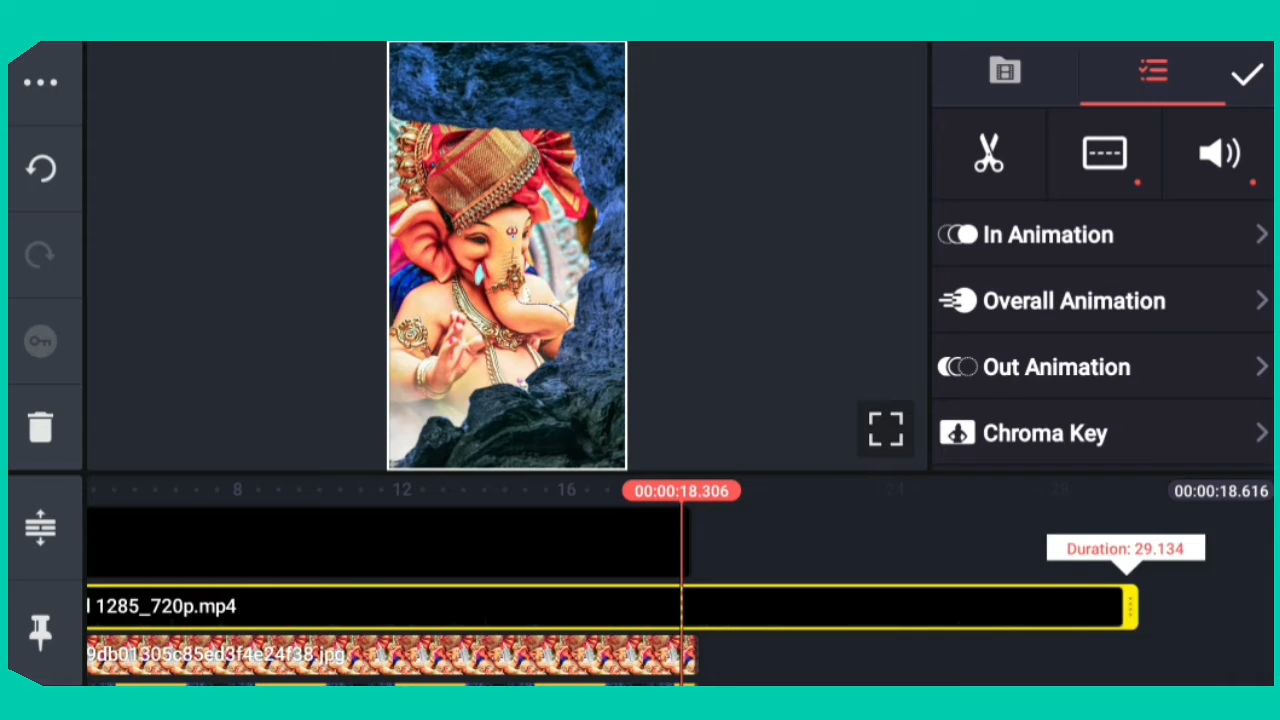 In Animation
Overall Animation
Out Animation
Chroma Key
8
12
16
00:00:18.306
24
28
00:00:18.616
Duration: 29.134
l 1285_720p.mp4
9db01305c85ed3f4e24f38.jpg